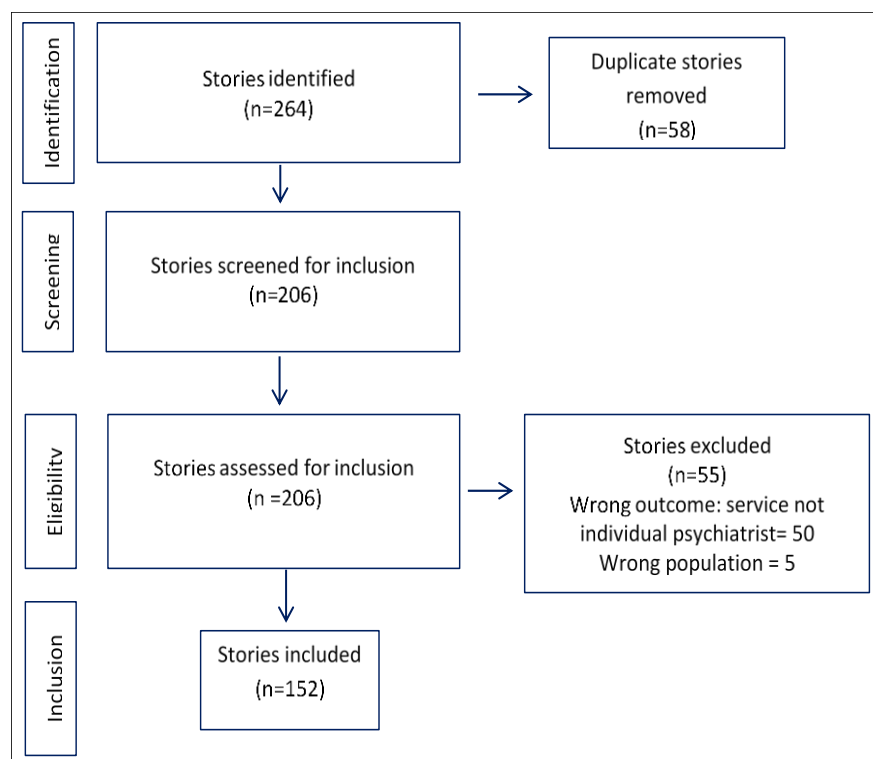 Identification
Stories identified
(n=264)
Duplicate stories
removed
(n=58)
Screening
Stories screened for inclusion
(n=206)
Eligibility
Stories assessed for inclusion
(n =206)
Stories excluded
(n=55)
Wrong outcome: service not
individual psychiatrist= 50
Wrong population = 5
Inclusion
Stories included
(n=152)